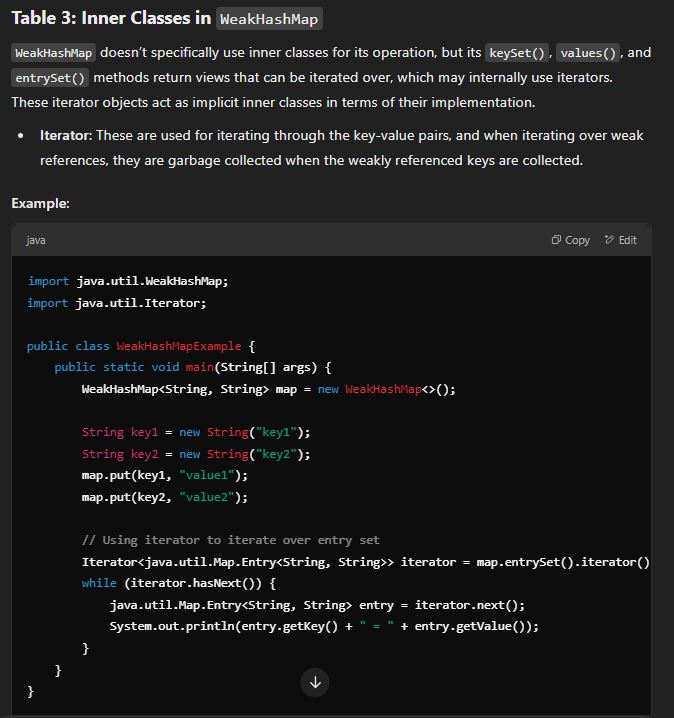 Table 3: Inner Classes in WeakHashMap
WeakHashMap doesn’t specifically use inner classes for its operation, but its keySet(), values(), and
entrySet() methods return views that can be iterated over, which may internally use iterators.
These iterator objects act as implicit inner classes in terms of their implementation.
• Iterator: These are used for iterating through the key-value pairs, and when iterating over weak
references, they are garbage collected when the weakly referenced keys are collected.
Example:
java Copy Edit
import java.util.WeakHashMap;
import java.util.Iterator;
public class WeakHashMapExample {
public static void main(String[] args) {
WeakHashMap<String, String> map = new WeakHashMap<>();
String key1 = new String("key1");
String key2 = new String("key2");
map.put(key1, "value1");
map.put(key2, "value2");
// Using iterator to iterate over entry set
Iterator<java.util.Map.Entry<String, String>> iterator = map.entrySet().iterator()
while (iterator.hasNext()) {
java.util.Map.Entry<String, String> entry = iterator.next();
System.out.println(entry.getKey() + " = " + entry.getValue());
}
}
}